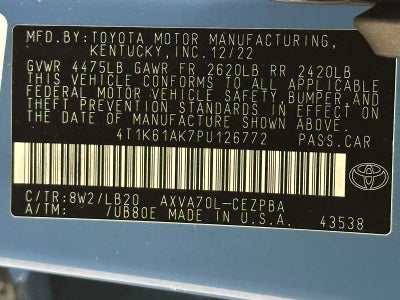 MFD.BY:TOYOTA MOTOR MANUFACTURING,
KENTUCKY, INC. 12/22
GVWR 4475LB GAWR FR 2620LB RR 2420LB
THIS VEHICLE CONFORMS TO ALL APPLICABLE
FEDERAL MOTOR VEHICLE SAFETY, BUMPER, AND
THEFT PREVENTION STANDARDS IN EFFECT ON
THE DATE OF MANUFACTURE SHOWN ABOVE.
4T1K61AK7PU126772 PASS.CAR
C/TR:8W2/LB20 AXVA70L-CEZPBA
A/TM: /UB80E MADE IN U.S.A. 43538
TOYOTA